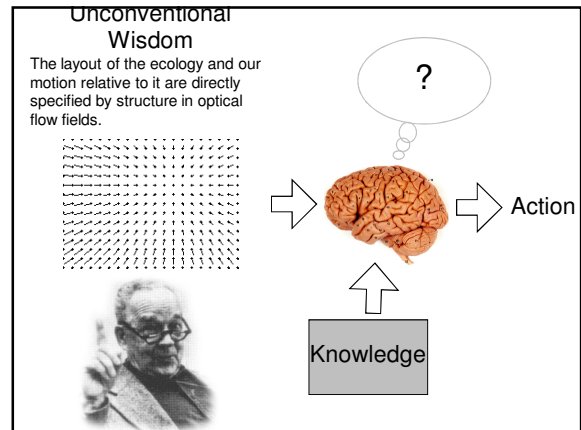 Unconventional
Wisdom
The layout of the ecology and our
motion relative to it are directly
specified by structure in optical
flow fields.
?
Action
Knowledge